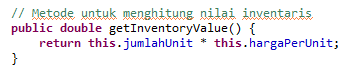 // Metode untuk menghitung nilai inventaris
public double getInventoryValue() {
    return this.jumlahUnit * this.hargaPerUnit;
}